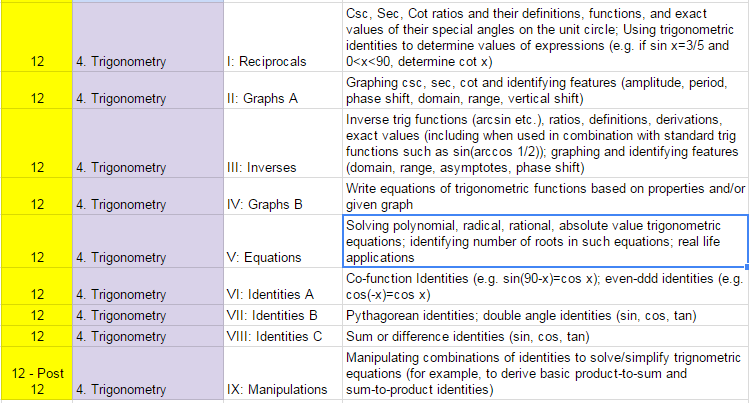 Csc, Sec, Cot ratios and their definitions, functions, and exact
values of their special angles on the unit circle; Using trigonometric
identities to determine values of expressions (e.g. if sin x=3/5 and
12 4. Trigonometry I: Reciprocals 0<x<90, determine cot x)
Graphing csc, sec, cot and identifying features (amplitude, period,
12 4. Trigonometry II: Graphs A phase shift, domain, range, vertical shift)
Inverse trig functions (arcsin etc.), ratios, definitions, derivations,
exact values (including when used in combination with standard trig
functions such as sin(arccos 1/2)); graphing and identifying features
12 4. Trigonometry III: Inverses (domain, range, asymptotes, phase shift)
Write equations of trigonometric functions based on properties and/or
12 4. Trigonometry IV: Graphs B given graph
Solving polynomial, radical, rational, absolute value trigonometric
equations; identifying number of roots in such equations; real life
12 4. Trigonometry V: Equations applications
Co-function Identities (e.g. sin(90-x)=cos x); even-ddd identities (e.g.
12 4. Trigonometry VI: Identities A cos(-x)=cos x)
12 4. Trigonometry VII: Identities B Pythagorean identities; double angle identities (sin, cos, tan)
12 4. Trigonometry VIII: Identities C Sum or difference identities (sin, cos, tan)
Manipulating combinations of identities to solve/simplify trignometric
12 - Post equations (for example, to derive basic product-to-sum and
12 4. Trigonometry IX: Manipulations sum-to-product identities)